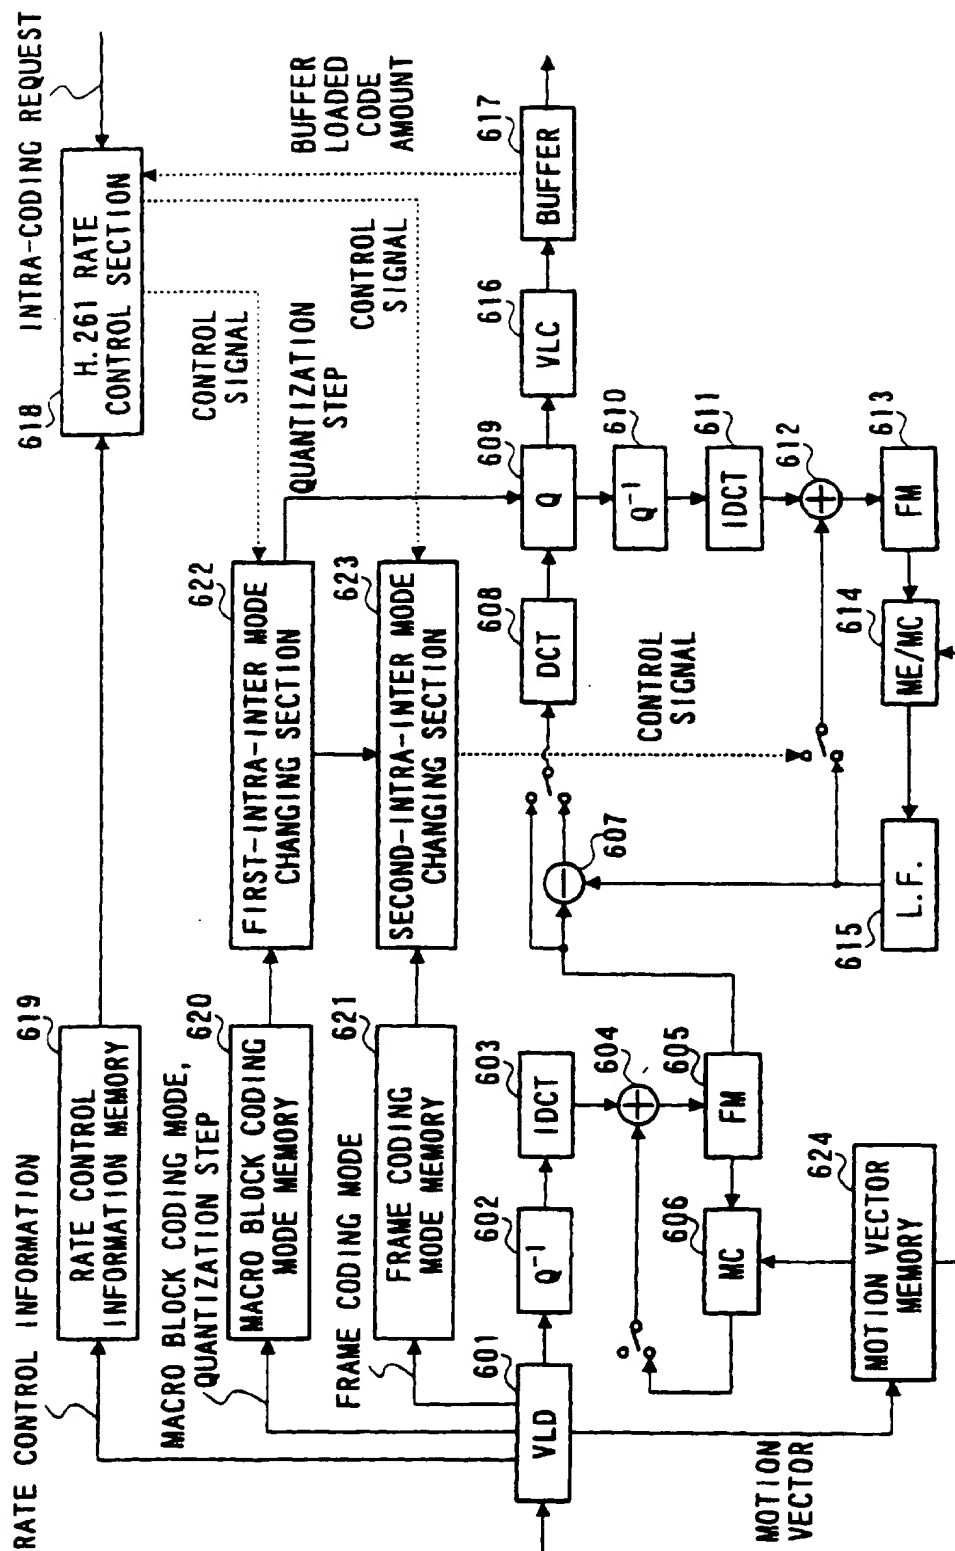 RATE CONTROL INFORMATION
619
RATE CONTROL
INFORMATION MEMORY
618
H.261 RATE
CONTROL SECTION
INTRA-CODING REQUEST
MACRO BLOCK CODING MODE,
QUANTIZATION STEP
620
MACRO BLOCK CODING
MODE MEMORY
622
FIRST-INTRA-INTER MODE
CHANGING SECTION
CONTROL
SIGNAL
QUANTIZATION
STEP
BUFFER
LOADED
CODE
AMOUNT
FRAME CODING MODE
621
FRAME CODING
MODE MEMORY
623
SECOND-INTRA-INTER MODE
CHANGING SECTION
CONTROL
SIGNAL
601
VLD
602
Q-1
603
IDCT
608
DCT
609
Q
616
VLC
617
BUFFER
604
+
607
−
CONTROL
SIGNAL
610
Q-1
611
IDCT
612
+
606
MC
605
FM
613
FM
614
ME/MC
615
L.F.
MOTION
VECTOR
624
MOTION VECTOR
MEMORY